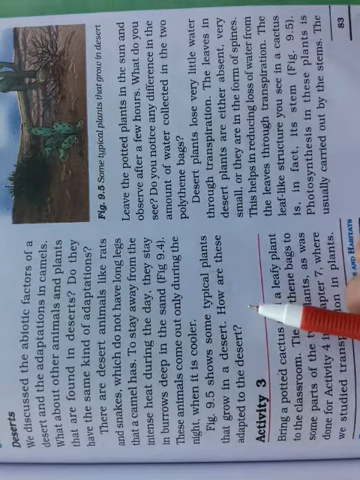 Deserts
We discussed the abiotic factors of a
desert and the adaptations in camels.
What about other animals and plants
that are found in deserts? Do they
have the same kind of adaptations?
There are desert animals like rats
and snakes, which do not have long legs
that a camel has. To stay away from the
intense heat during the day, they stay
in burrows deep in the sand (Fig 9.4).
These animals come out only during the
night, when it is cooler.
Fig. 9.5 shows some typical plants
that grow in a desert. How are these
adapted to the desert?
Activity 3
Bring a potted cactus a leafy plant
to the classroom. Tie thene bags to
some parts of the plants, as was
done for Activity 4 in apter 7, where
we studied on in plants.
Fig. 9.5 Some typical plants that grow in desert
Leave the potted plants in the sun and
observe after a few hours. What do you
see? Do you notice any difference in the
amount of water collected in the two
polythene bags?
Desert plants lose very little water
through transpiration. The leaves in
desert plants are either absent, very
small, or they are in the form of spines.
This helps in reducing loss of water from
the leaves through transpiration. The
leaf-like structure you see in a cactus
is, in fact, its stem (Fig. 9.5).
Photosynthesis in these plants is
usually carried out by the stems. The
AND HABITATS
83